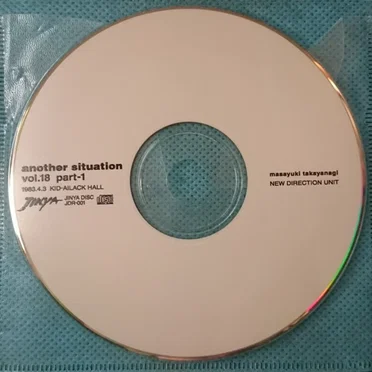 another situation
vol.18 part-1
1983.4.3 KID-AILACK HALL
JINYA JINYA DISC
JDR-001
masayuki takayanagi
NEW DIRECTION UNIT